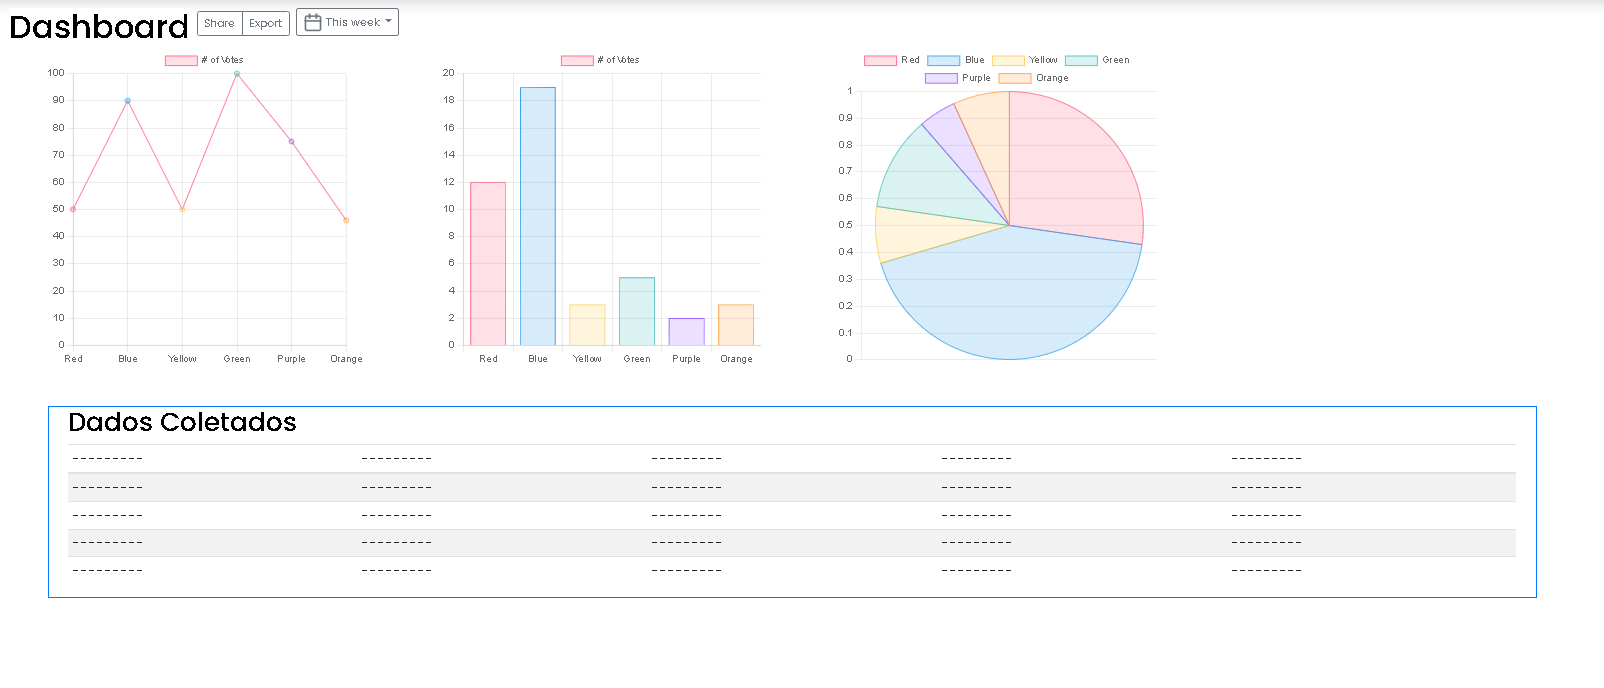 Dashboard Share Export This week
# of Votes
100
90
80
70
60
50
40
30
20
10
0
Red Blue Yellow Green Purple Orange
# of Votes
20
18
16
14
12
10
8
6
4
2
0
Red Blue Yellow Green Purple Orange
Red Blue Yellow Green
Purple Orange
1
0.9
0.8
0.7
0.6
0.5
0.4
0.3
0.2
0.1
0
Dados Coletados
--------- --------- --------- --------- ---------
--------- --------- --------- --------- ---------
--------- --------- --------- --------- ---------
--------- --------- --------- --------- ---------
--------- --------- --------- --------- ---------